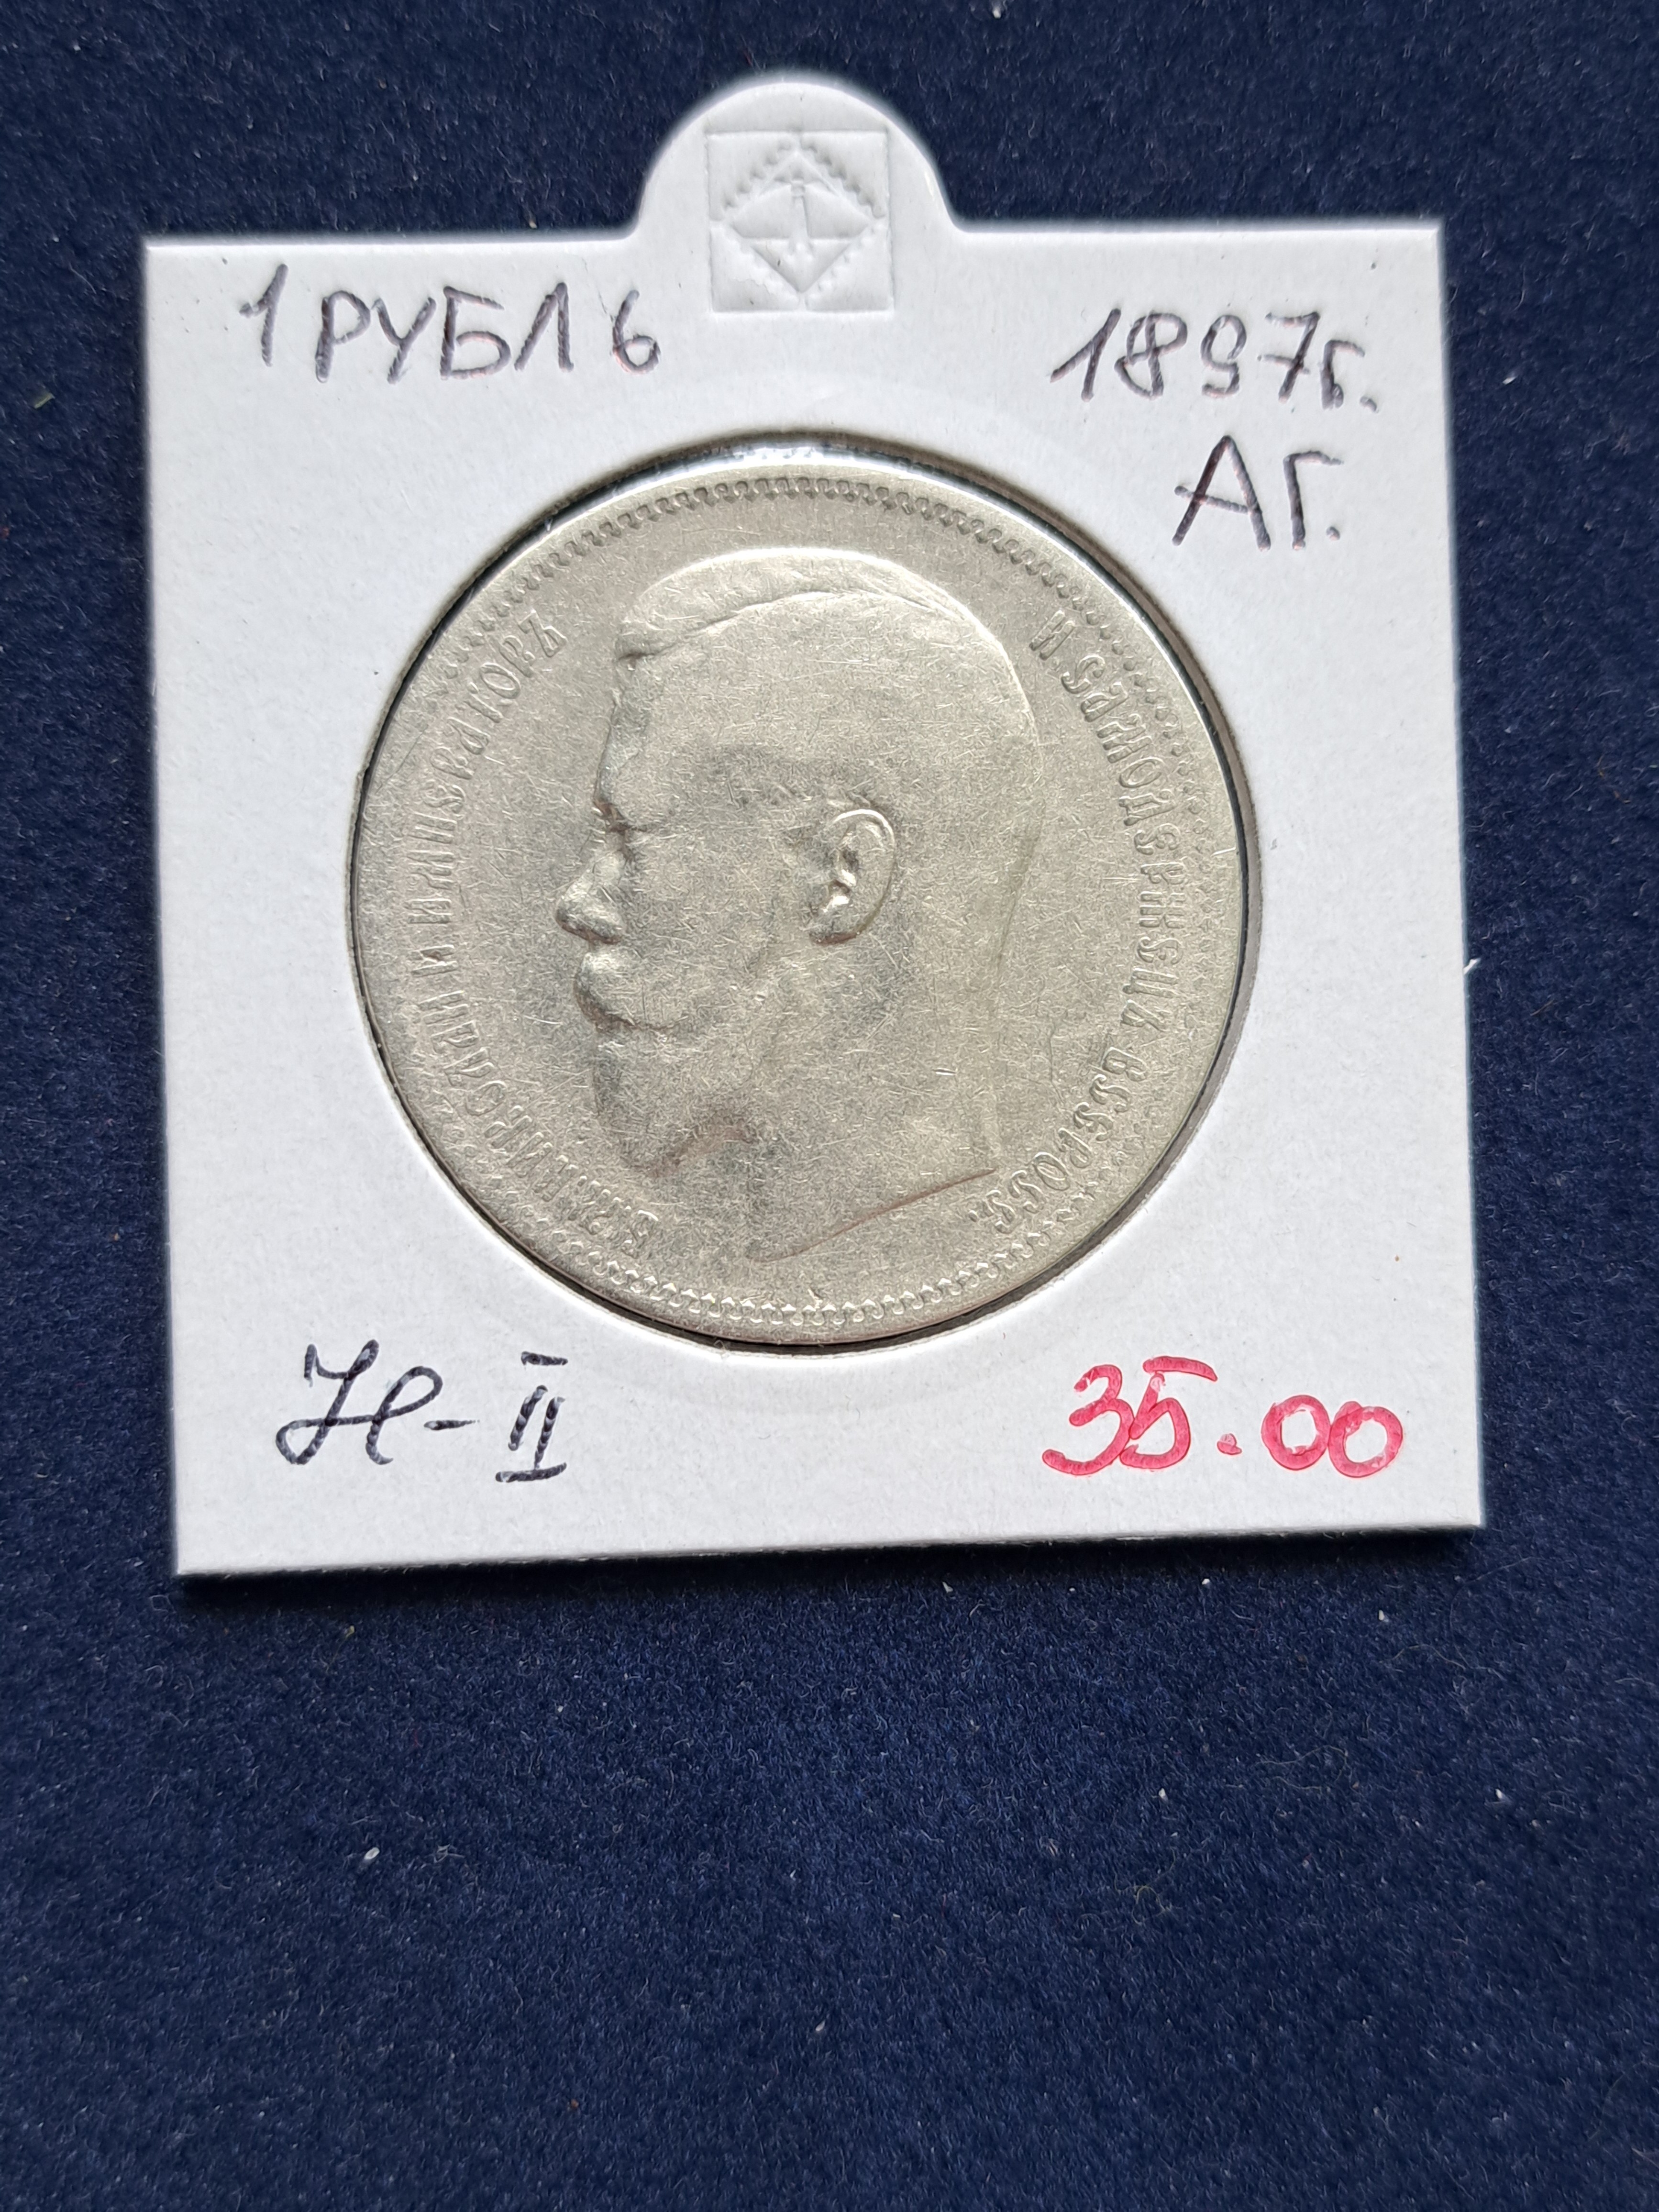 1 РУБЛЬ
1897г.
АГ.
Б.М.НИКОЛАЙ II ИМПЕРАТОРЪ
И САМОДЕРЖЕЦЪ ВСЕРОСС.
Н-II
35.00